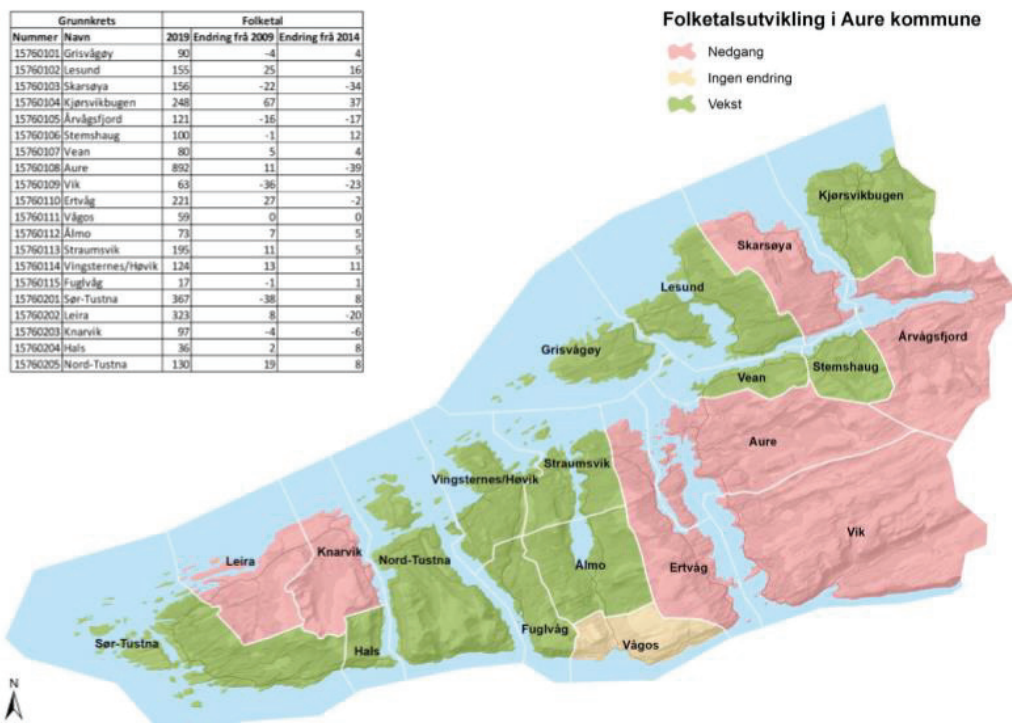 Grunnkrets Folketal
Nummer Navn 2019 Endring frå 2009 Endring frå 2014
15760101 Grisvågøy 90 -4 4
15760102 Lesund 155 25 16
15760103 Skarsøya 156 -22 -34
15760104 Kjørsvikbugen 248 67 37
15760105 Årvågsfjord 121 -16 -17
15760106 Stemshaug 100 -1 12
15760107 Vean 80 5 4
15760108 Aure 892 11 -39
15760109 Vik 63 -36 -23
15760110 Ertvåg 221 27 -2
15760111 Vågos 59 0 0
15760112 Ålmo 73 7 5
15760113 Straumsvik 195 11 5
15760114 Vingsternes/Høvik 124 13 11
15760115 Fuglvåg 17 -1 1
15760201 Sør-Tustna 367 -38 8
15760202 Leira 323 8 -20
15760203 Knarvik 97 -4 -6
15760204 Hals 36 2 8
15760205 Nord-Tustna 130 19 8
Folketalsutvikling i Aure kommune
Nedgang
Ingen endring
Vekst
Kjørsvikbugen
Skarsøya
Lesund
Årvågsfjord
Grisvågøy
Stemshaug
Vean
Aure
Straumsvik
Vingsternes/Høvik
Vik
Knarvik
Nord-Tustna
Leira
Ålmo
Ertvåg
Fuglvåg
Sør-Tustna
Vågos
Hals
N